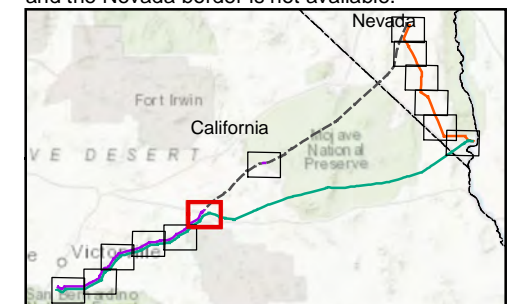 and the Nevada border is not available.
Nevada
Fort Irwin
California
Mojave
National
Preserve
VE DESERT
e
Victorville
San Bernardino